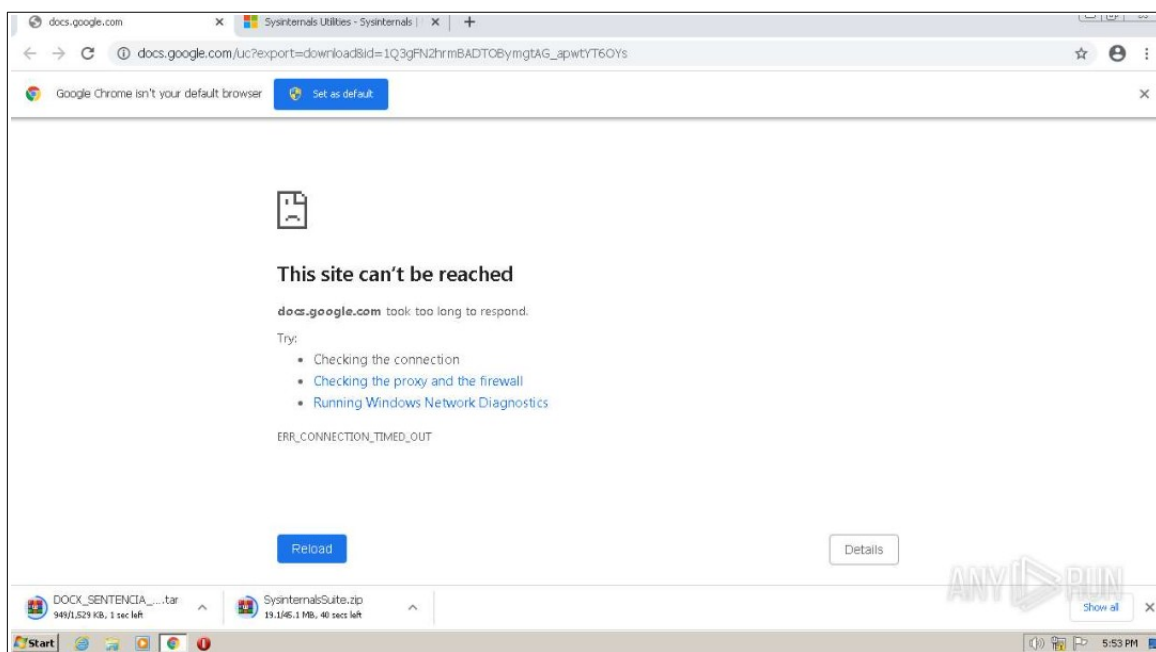 docs.google.com
Sysinternals Utilities - Sysinternals |
docs.google.com/uc?export=download&id=1Q3gFN2hrmBADTOBymgtAG_apwtYT6OYs
Google Chrome isn't your default browser
Set as default
This site can't be reached
docs.google.com took too long to respond.
Try:
• Checking the connection
• Checking the proxy and the firewall
• Running Windows Network Diagnostics
ERR_CONNECTION_TIMED_OUT
Reload
Details
ANY RUN
DOCX_SENTENCIA_....tar
949/1,529 KB, 1 sec left
SysinternalsSuite.zip
19.1/45.1 MB, 40 secs left
Show all
Start
5:53 PM